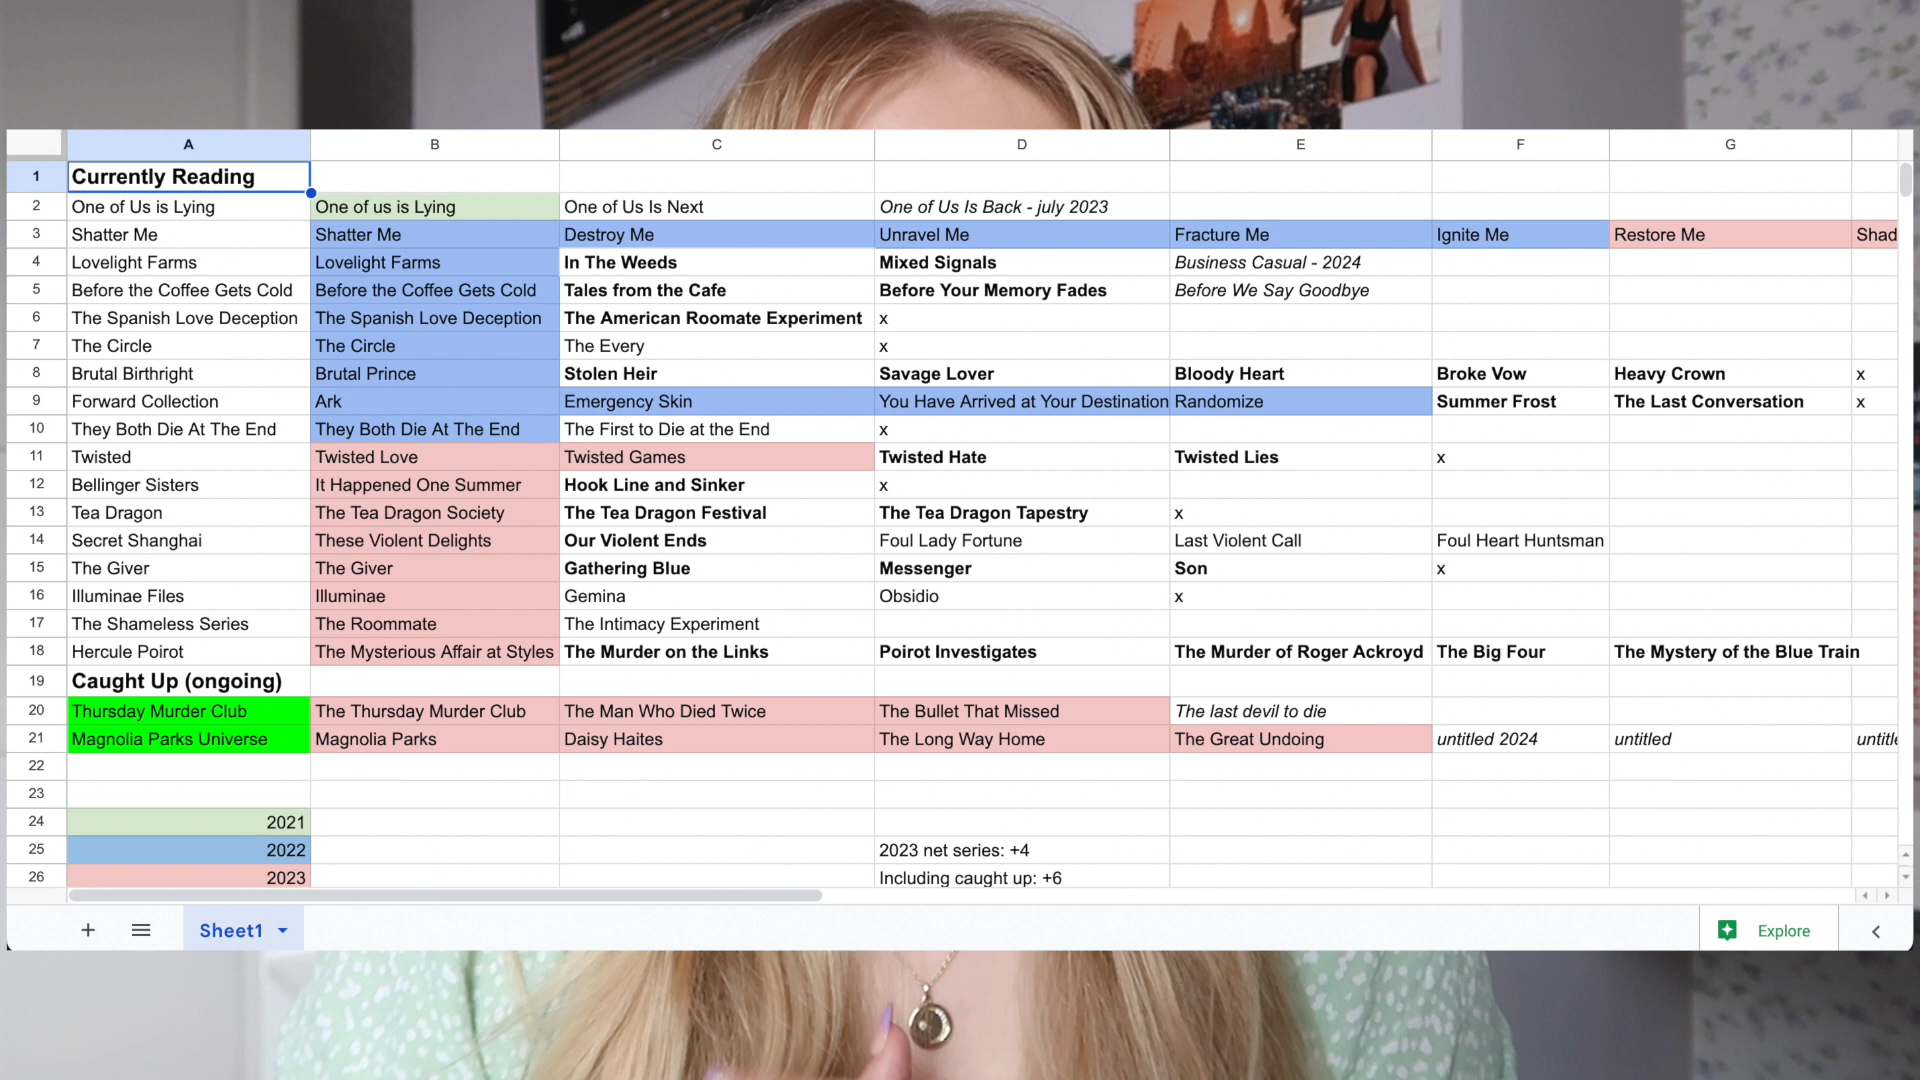 A B C D E F G
1 Currently Reading
2 One of Us is Lying One of us is Lying One of Us Is Next One of Us Is Back - july 2023
3 Shatter Me Shatter Me Destroy Me Unravel Me Fracture Me Ignite Me Restore Me Shad
4 Lovelight Farms Lovelight Farms In The Weeds Mixed Signals Business Casual - 2024
5 Before the Coffee Gets Cold Before the Coffee Gets Cold Tales from the Cafe Before Your Memory Fades Before We Say Goodbye
6 The Spanish Love Deception The Spanish Love Deception The American Roomate Experiment x
7 The Circle The Circle The Every x
8 Brutal Birthright Brutal Prince Stolen Heir Savage Lover Bloody Heart Broke Vow Heavy Crown x
9 Forward Collection Ark Emergency Skin You Have Arrived at Your Destination Randomize Summer Frost The Last Conversation x
10 They Both Die At The End They Both Die At The End The First to Die at the End x
11 Twisted Twisted Love Twisted Games Twisted Hate Twisted Lies x
12 Bellinger Sisters It Happened One Summer Hook Line and Sinker x
13 Tea Dragon The Tea Dragon Society The Tea Dragon Festival The Tea Dragon Tapestry x
14 Secret Shanghai These Violent Delights Our Violent Ends Foul Lady Fortune Last Violent Call Foul Heart Huntsman
15 The Giver The Giver Gathering Blue Messenger Son x
16 Illuminae Files Illuminae Gemina Obsidio x
17 The Shameless Series The Roommate The Intimacy Experiment
18 Hercule Poirot The Mysterious Affair at Styles The Murder on the Links Poirot Investigates The Murder of Roger Ackroyd The Big Four The Mystery of the Blue Train
19 Caught Up (ongoing)
20 Thursday Murder Club The Thursday Murder Club The Man Who Died Twice The Bullet That Missed The last devil to die
21 Magnolia Parks Universe Magnolia Parks Daisy Haites The Long Way Home The Great Undoing untitled 2024 untitled untitle
22
23
24 2021
25 2022 2023 net series: +4
26 2023 Including caught up: +6
Sheet1 Explore